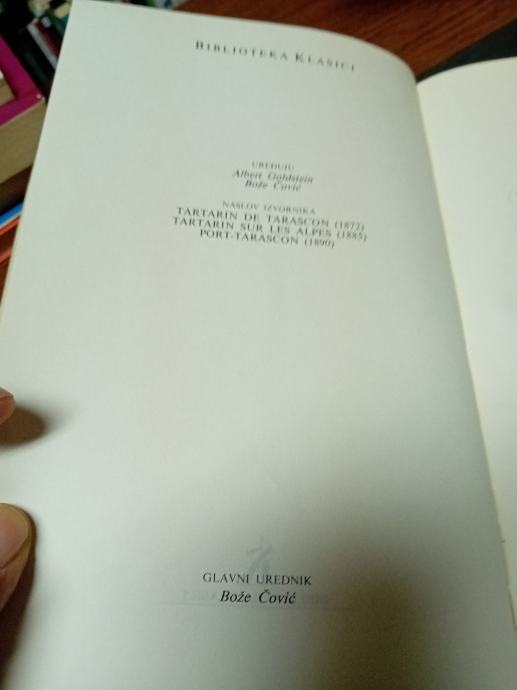 BIBLIOTEKA KLASICI
UREĐUJU
Albert Goldstein
Bože Čović
NASLOV IZVORNIKA
TARTARIN DE TARASCON (1872)
TARTARIN SUR LES ALPES (1885)
PORT-TARASCON (1890)
GLAVNI UREDNIK
Bože Čović